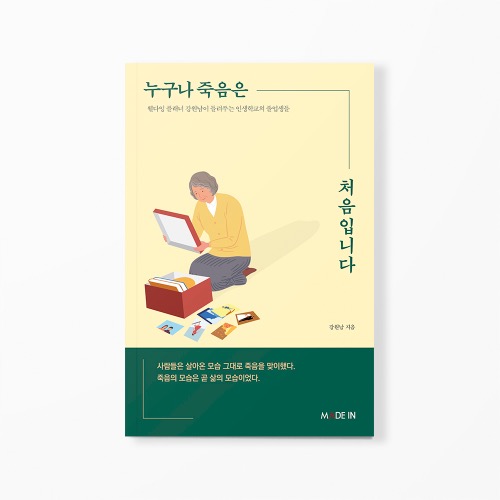 누구나 죽음은
웰다잉 플래너 강원남이 들려주는 인생학교의 졸업생들
처음입니다
강원남 지음
사람들은 살아온 모습 그대로 죽음을 맞이했다.
죽음의 모습은 곧 삶의 모습이었다.
MADE IN